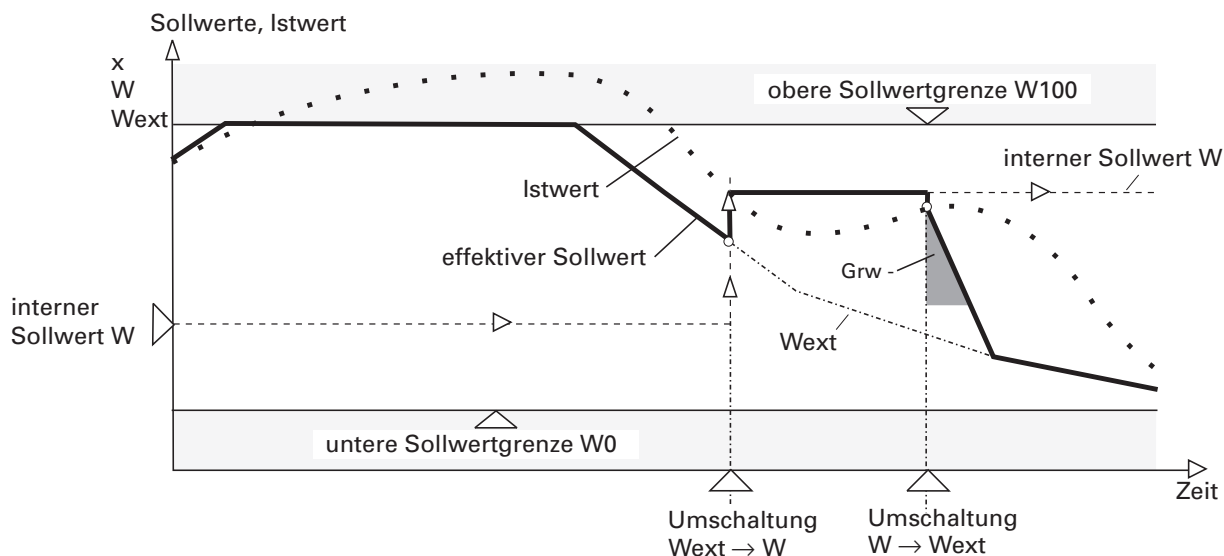 Sollwerte, Istwert
x
W
Wext
obere Sollwertgrenze W100
interner Sollwert W
Istwert
effektiver Sollwert
Grw -
interner
Sollwert W
Wext
untere Sollwertgrenze W0
Zeit
Umschaltung
Wext → W
Umschaltung
W → Wext